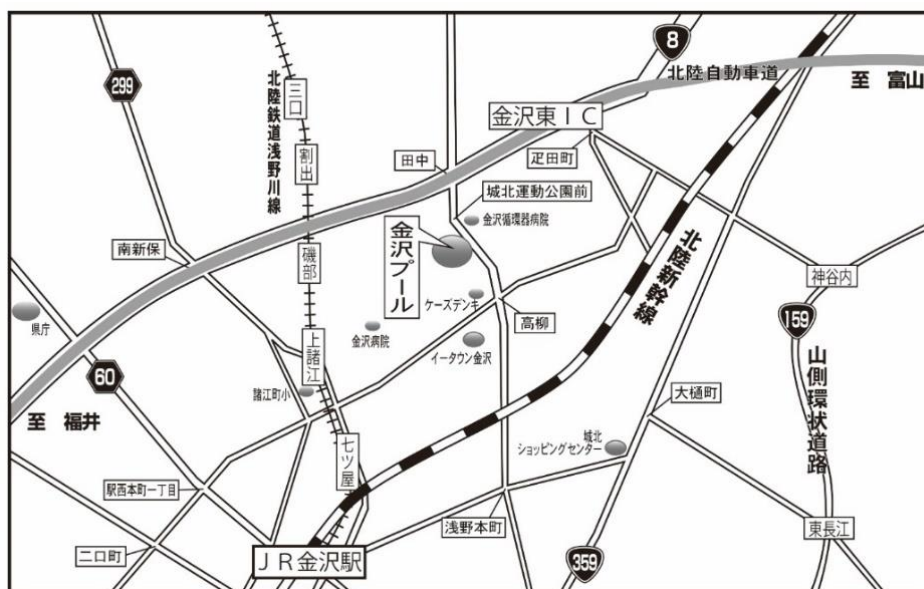 8
北陸自動車道
至 富山
299
北陸鉄道浅野川線
三口
金沢東IC
割出
田中
疋田町
城北運動公園前
金沢循環器病院
南新保
磯部
金沢プール
北陸新幹線
神谷内
県庁
ケーズデンキ
高柳
159
金沢病院
イータウン金沢
上諸江
60
諸江町小
大樋町
山側環状道路
至 福井
七ツ屋
城北
ショッピングセンター
駅西本町一丁目
浅野本町
東長江
二口町
JR金沢駅
359